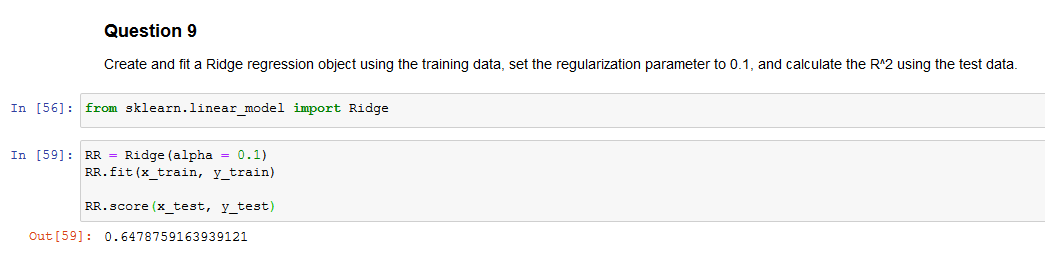 Question 9
Create and fit a Ridge regression object using the training data, set the regularization parameter to 0.1, and calculate the R^2 using the test data.
In [56]: from sklearn.linear_model import Ridge
In [59]: RR = Ridge(alpha = 0.1)
RR.fit(x_train, y_train)
RR.score(x_test, y_test)
Out[59]: 0.6478759163939121